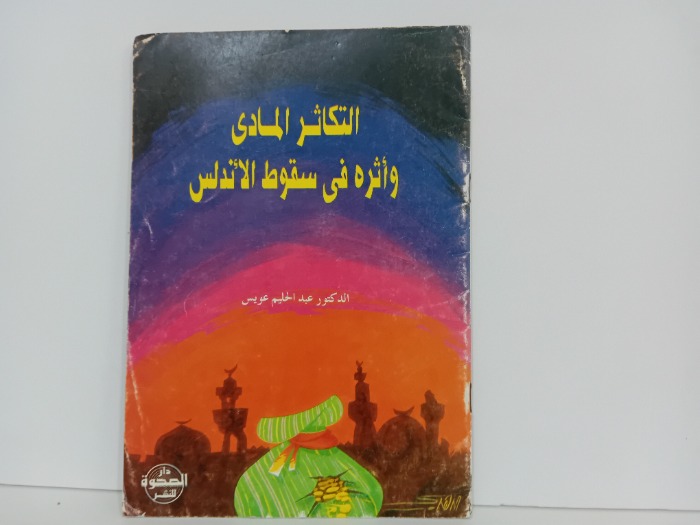 التكاثر المادى
وأثره فى سقوط الأندلس
الدكتور عبد الحليم عويس
دار
الصحوة
للنشر